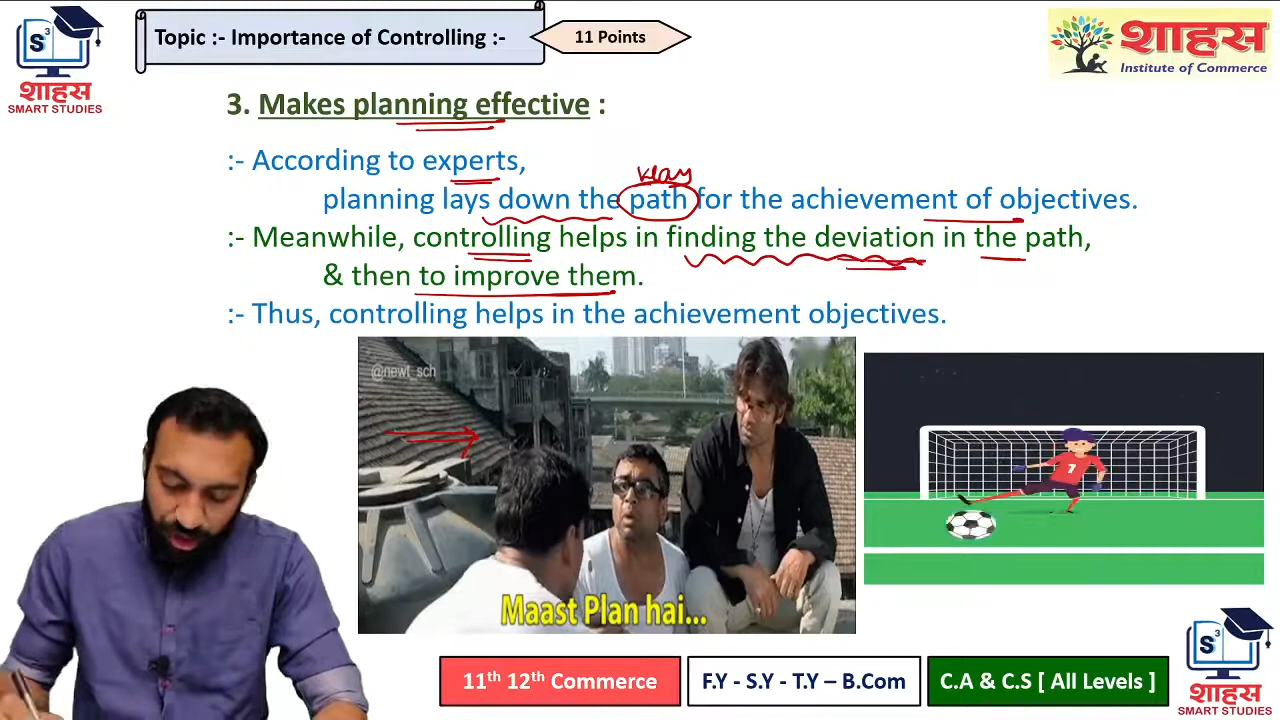 S³
शाहस
SMART STUDIES
Topic :- Importance of Controlling :-
11 Points
शाहस
Institute of Commerce
3. Makes planning effective :
:- According to experts,
way
planning lays down the path for the achievement of objectives.
:- Meanwhile, controlling helps in finding the deviation in the path,
& then to improve them.
:- Thus, controlling helps in the achievement objectives.
@newt_sch
7
Maast Plan hai...
11th 12th Commerce
F.Y - S.Y - T.Y – B.Com
C.A & C.S [ All Levels ]
S³
शाहस
SMART STUDIES